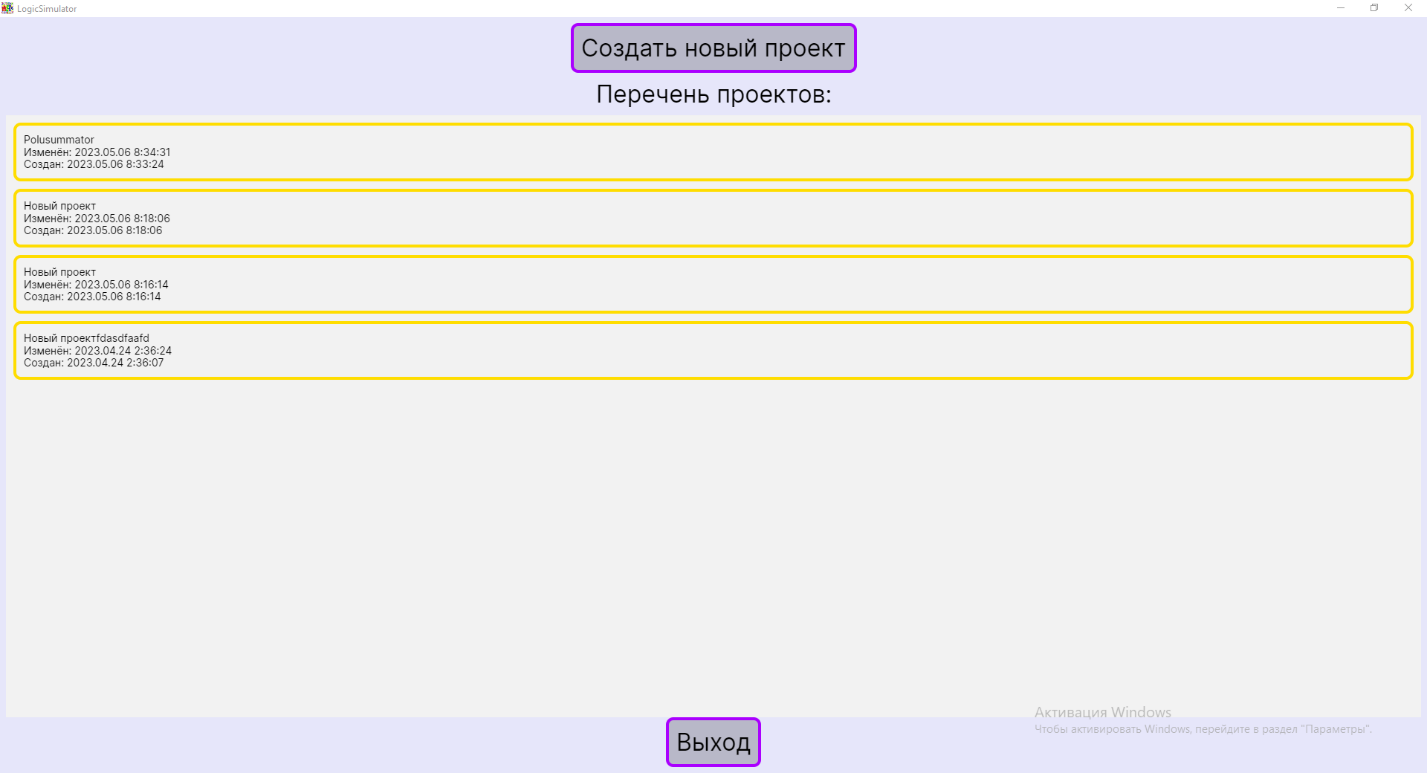 LogicSimulator
Создать новый проект
Перечень проектов:
Polusummator
Изменён: 2023.05.06 8:34:31
Создан: 2023.05.06 8:33:24
Новый проект
Изменён: 2023.05.06 8:18:06
Создан: 2023.05.06 8:18:06
Новый проект
Изменён: 2023.05.06 8:16:14
Создан: 2023.05.06 8:16:14
Новый проектfdasdfaafd
Изменён: 2023.04.24 2:36:24
Создан: 2023.04.24 2:36:07
Активация Windows
Чтобы активировать Windows, перейдите в раздел "Параметры".
Выход